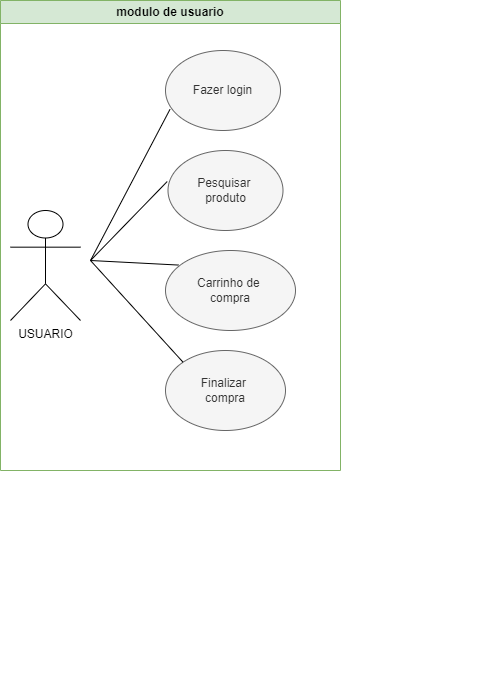 modulo de usuario
Fazer login
Pesquisar
produto
Carrinho de
compra
USUARIO
Finalizar
compra